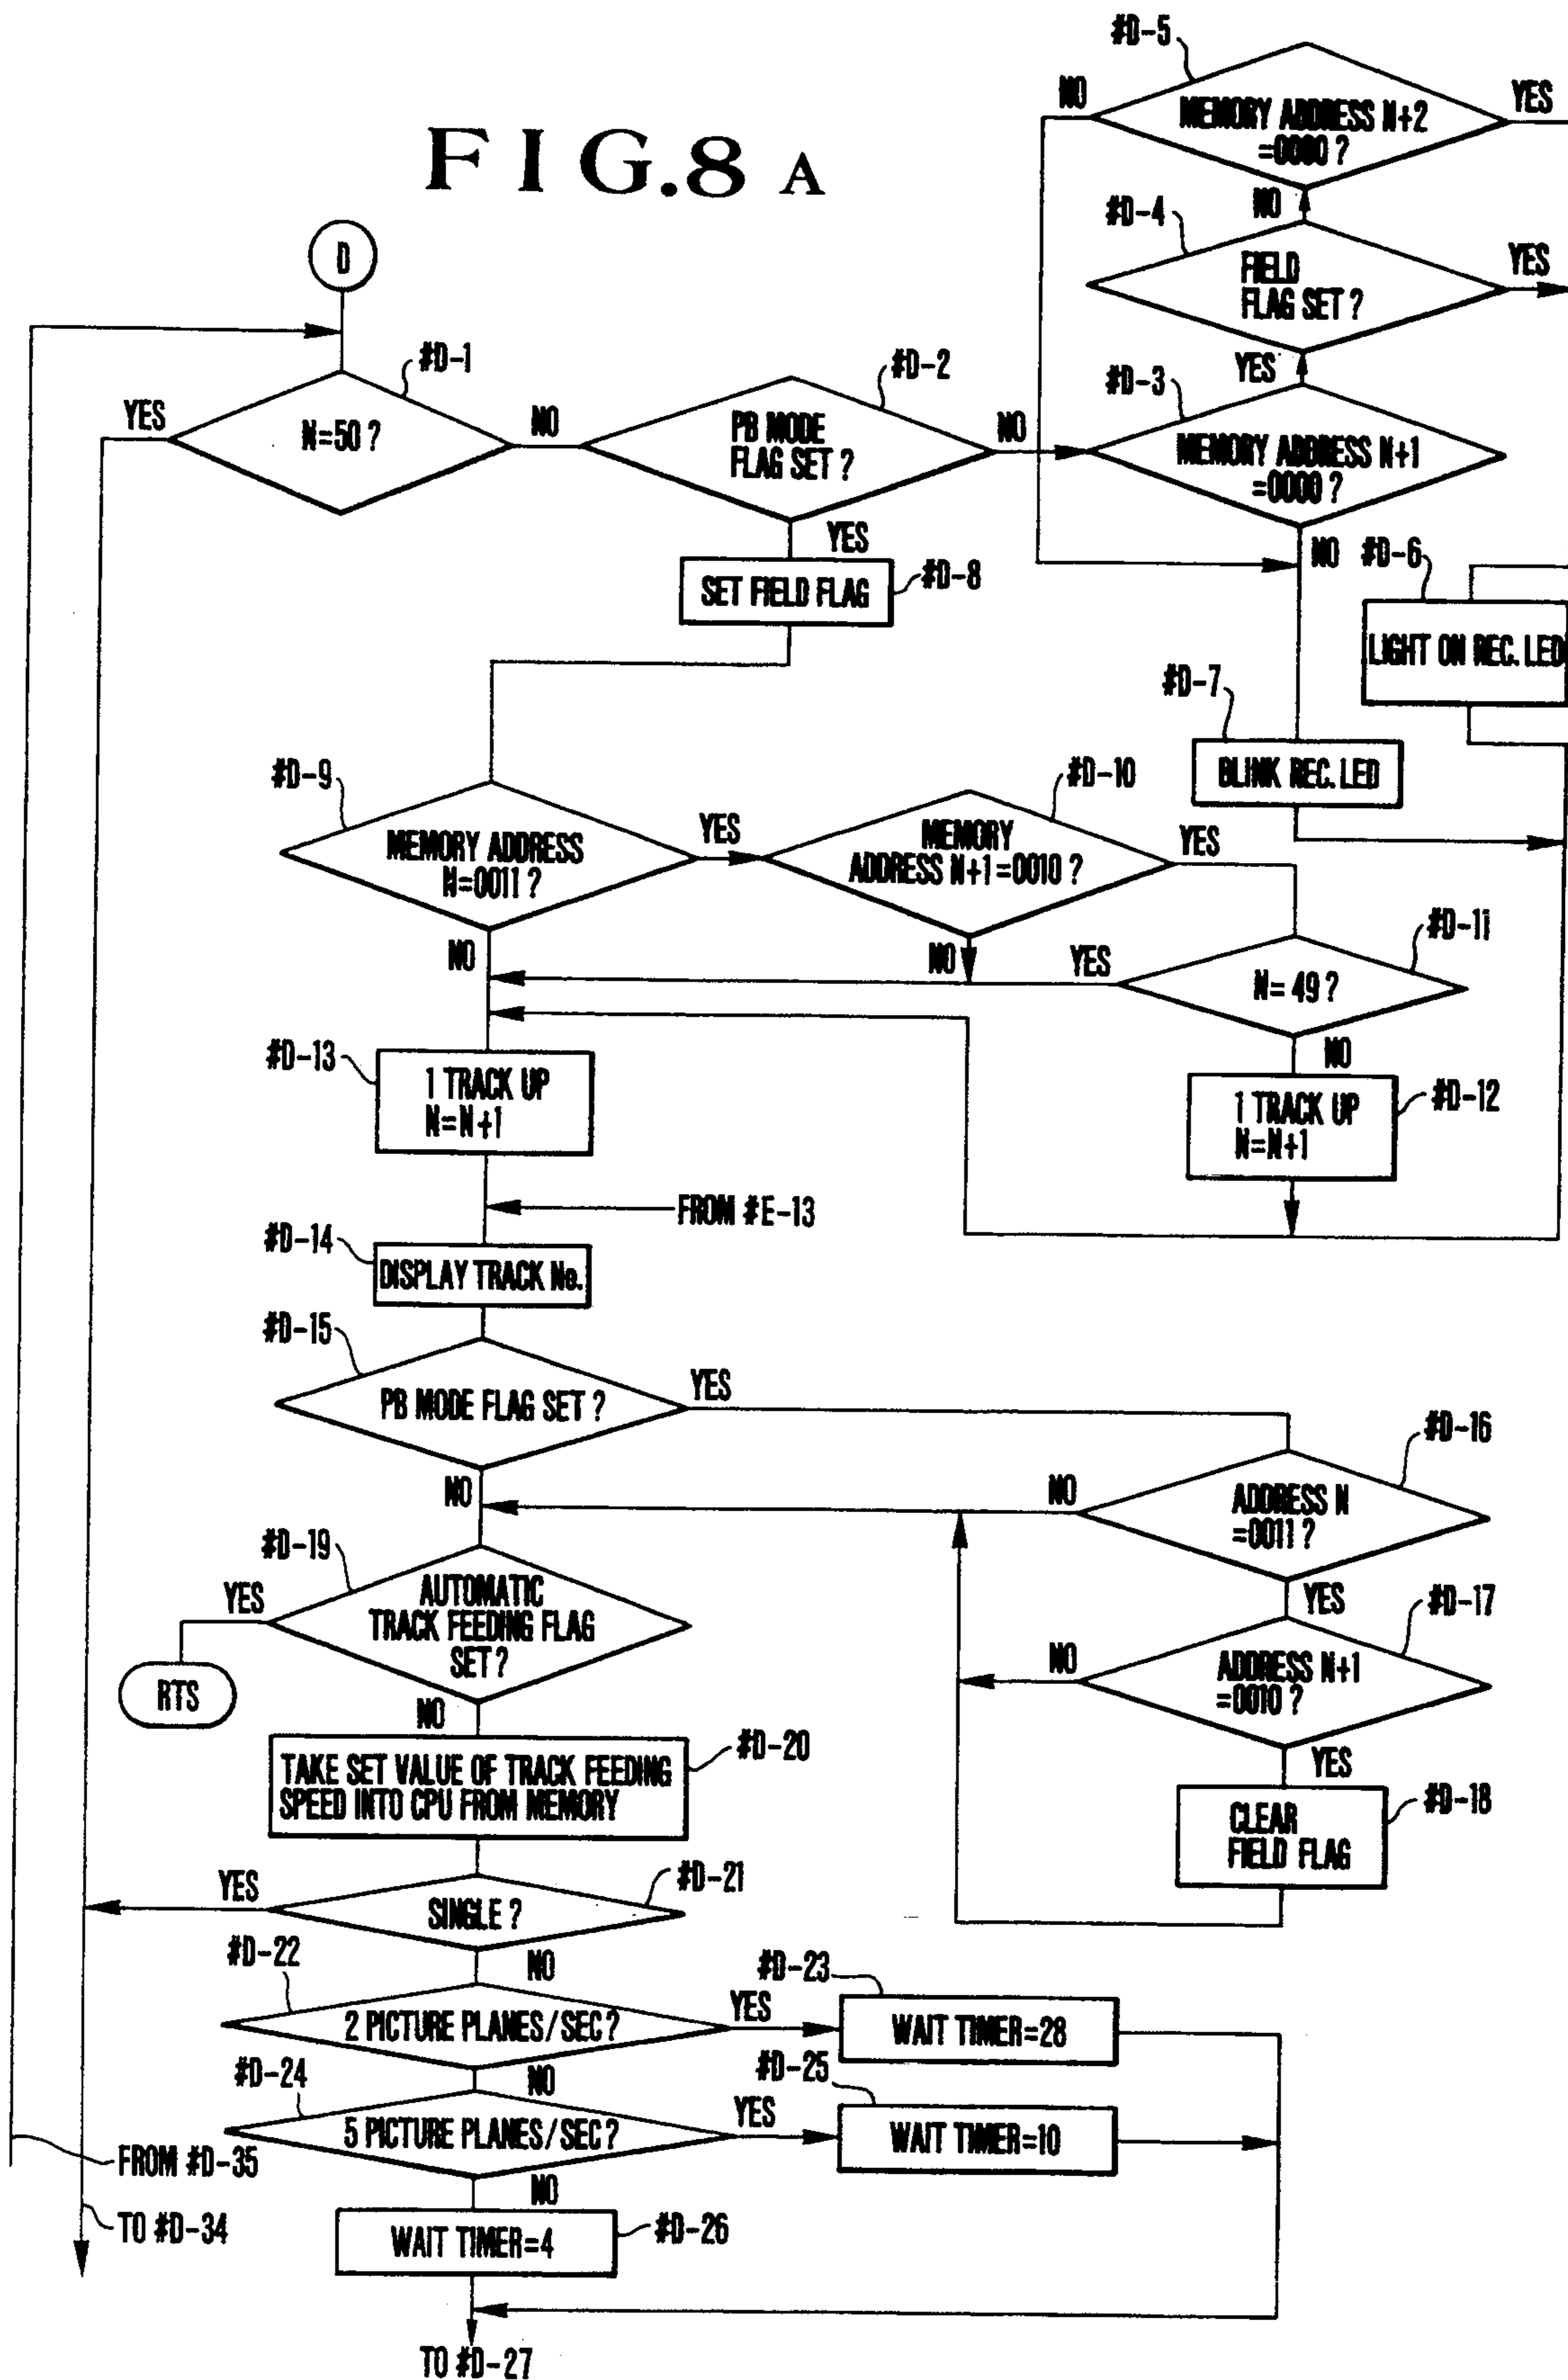 FIG.8 A
D
#D-1
N=50 ?
YES
NO
#D-2
PB MODE
FLAG SET ?
NO
YES
#D-5
MEMORY ADDRESS N+2
=0000 ?
NO
YES
#D-4
NO
FIELD
FLAG SET ?
YES
#D-3
YES
MEMORY ADDRESS N+1
=0000 ?
NO
#D-6
LIGHT ON REC. LED
#D-7
BLINK REC. LED
SET FIELD FLAG
#D-8
#D-9
MEMORY ADDRESS
N=0011 ?
YES
NO
#D-10
MEMORY
ADDRESS N+1=0010 ?
YES
NO
#D-11
N= 49 ?
YES
NO
1 TRACK UP
N=N+1
#D-12
#D-13
1 TRACK UP
N=N+1
FROM #E-13
#D-14
DISPLAY TRACK No.
#D-15
PB MODE FLAG SET ?
YES
NO
#D-16
ADDRESS N
=0011 ?
NO
YES
#D-17
ADDRESS N+1
=0010 ?
NO
YES
CLEAR
FIELD FLAG
#D-18
#D-19
AUTOMATIC
TRACK FEEDING FLAG
SET ?
YES
RTS
NO
TAKE SET VALUE OF TRACK FEEDING
SPEED INTO CPU FROM MEMORY
#D-20
#D-21
SINGLE ?
YES
NO
#D-22
2 PICTURE PLANES/SEC ?
YES
NO
#D-23
WAIT TIMER=28
#D-24
5 PICTURE PLANES/SEC ?
YES
NO
#D-25
WAIT TIMER=10
WAIT TIMER=4
#D-26
FROM #D-35
TO #D-34
TO #D-27